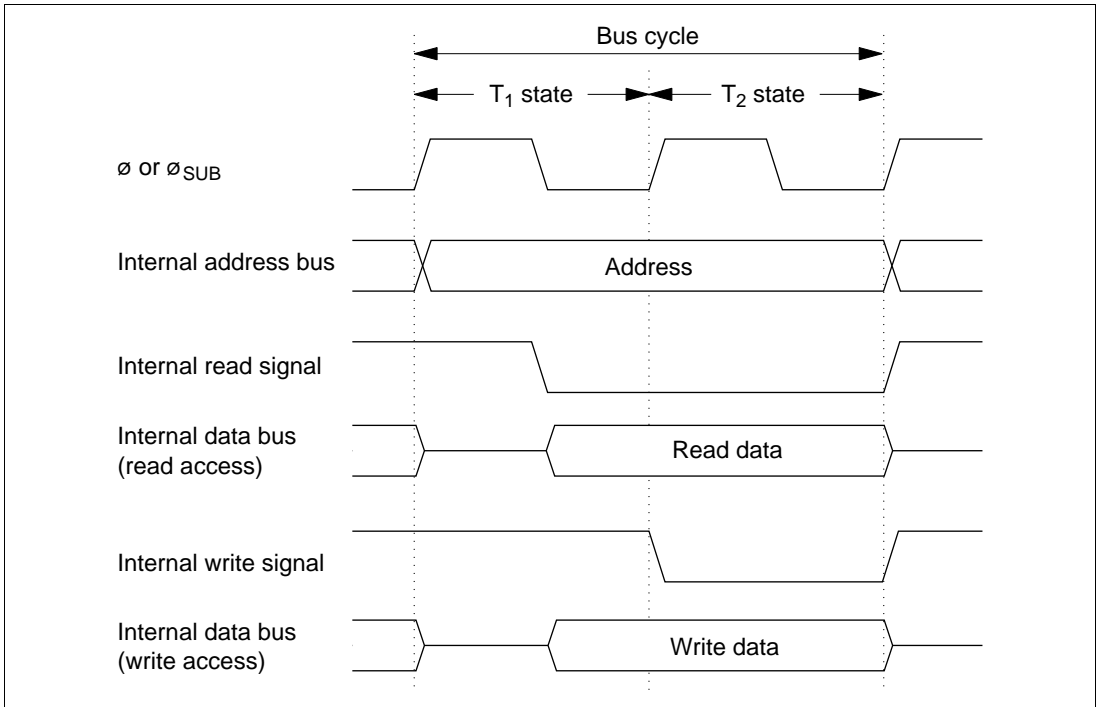 Bus cycle
T₁ state
T₂ state
ø or ø_SUB
Internal address bus
Address
Internal read signal
Internal data bus
(read access)
Read data
Internal write signal
Internal data bus
(write access)
Write data